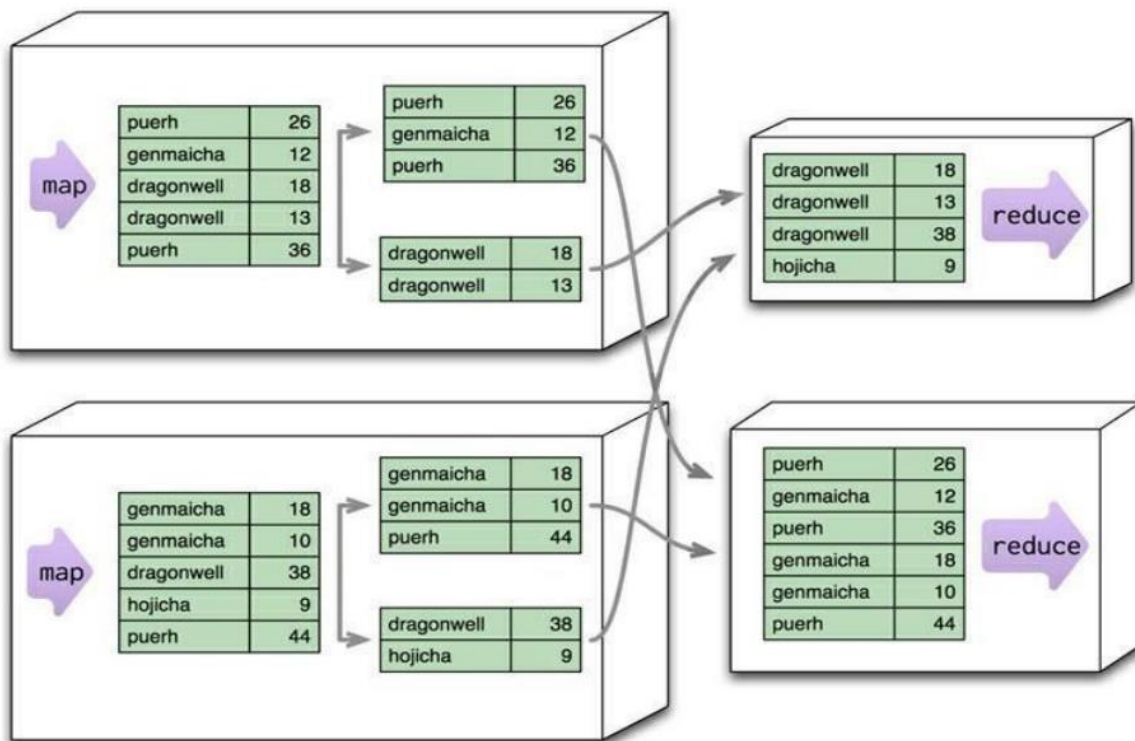 map
puerh 26
genmaicha 12
dragonwell 18
dragonwell 13
puerh 36
puerh 26
genmaicha 12
puerh 36
dragonwell 18
dragonwell 13
dragonwell 18
dragonwell 13
dragonwell 38
hojicha 9
reduce
map
genmaicha 18
genmaicha 10
dragonwell 38
hojicha 9
puerh 44
genmaicha 18
genmaicha 10
puerh 44
dragonwell 38
hojicha 9
puerh 26
genmaicha 12
puerh 36
genmaicha 18
genmaicha 10
puerh 44
reduce